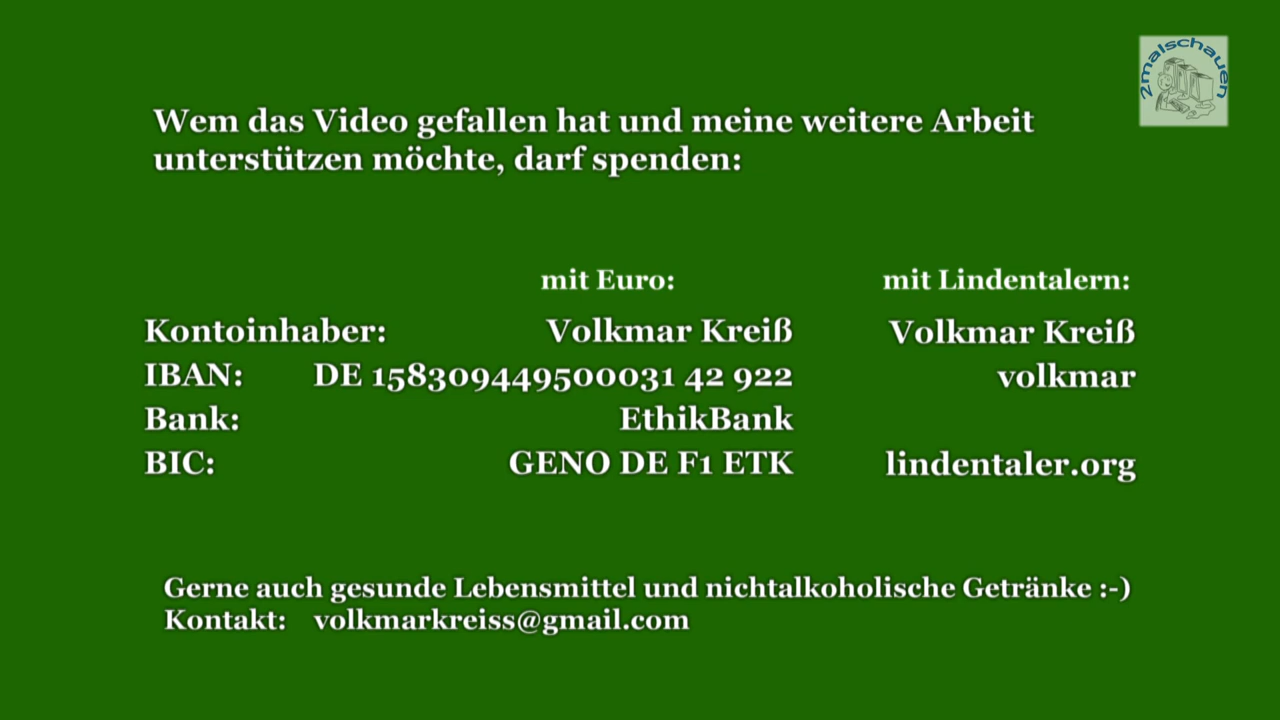 2malschauen
Wem das Video gefallen hat und meine weitere Arbeit
unterstützen möchte, darf spenden:
mit Euro: mit Lindentalern:
Kontoinhaber: Volkmar Kreiß Volkmar Kreiß
IBAN: DE 158309449500031 42 922 volkmar
Bank: EthikBank
BIC: GENO DE F1 ETK lindentaler.org
Gerne auch gesunde Lebensmittel und nichtalkoholische Getränke :-)
Kontakt: volkmarkreiss@gmail.com